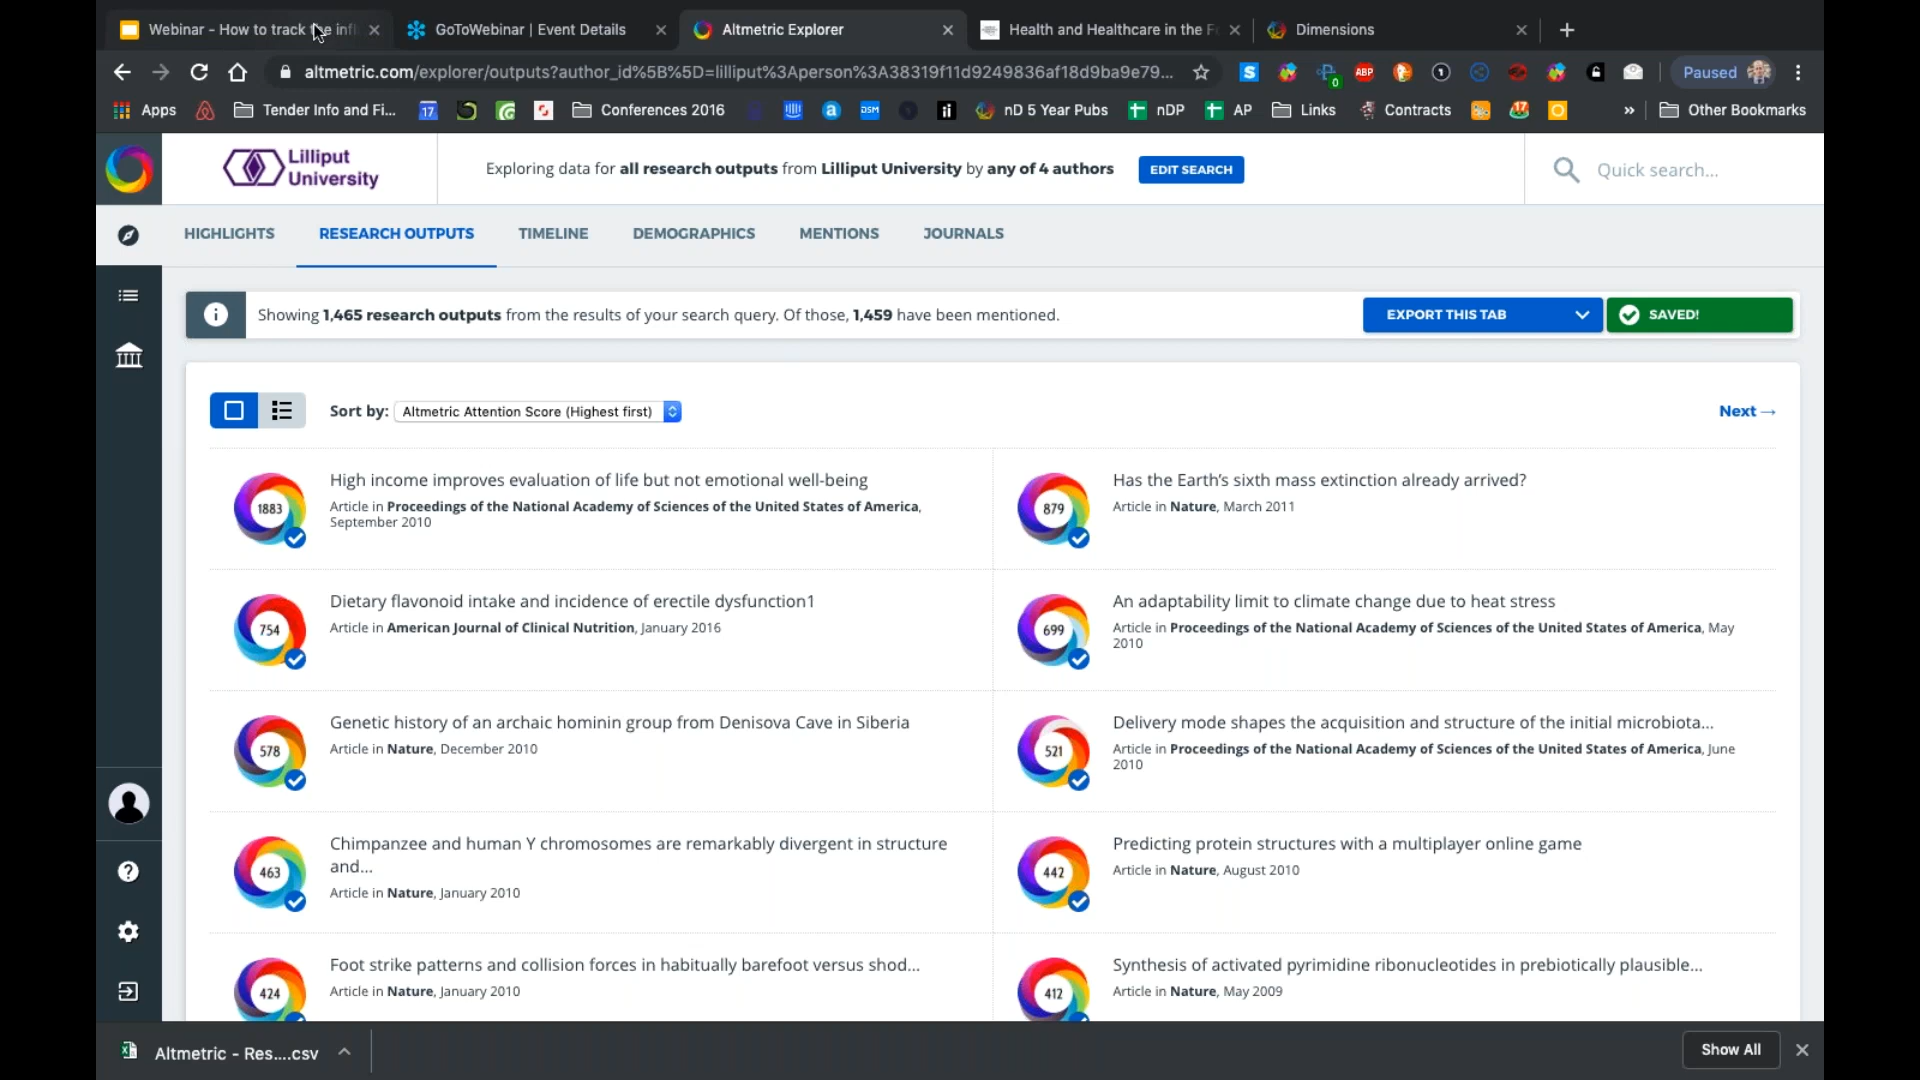 Webinar - How to track the infl
GoToWebinar | Event Details
Altmetric Explorer
Health and Healthcare in the F
Dimensions
altmetric.com/explorer/outputs?author_id%5B%5D=lilliput%3Aperson%3A38319f11d9249836af18d9ba9e79...
ABP
0
Paused
Apps
Tender Info and Fi...
17
Conferences 2016
a
DSM
nD 5 Year Pubs
nDP
AP
Links
Contracts
»
Other Bookmarks
Lilliput
University
Exploring data for all research outputs from Lilliput University by any of 4 authors
EDIT SEARCH
Quick search...
HIGHLIGHTS
RESEARCH OUTPUTS
TIMELINE
DEMOGRAPHICS
MENTIONS
JOURNALS
Showing 1,465 research outputs from the results of your search query. Of those, 1,459 have been mentioned.
EXPORT THIS TAB
SAVED!
Sort by: Altmetric Attention Score (Highest first)
Next →
1883
High income improves evaluation of life but not emotional well-being
Article in Proceedings of the National Academy of Sciences of the United States of America,
September 2010
879
Has the Earth's sixth mass extinction already arrived?
Article in Nature, March 2011
754
Dietary flavonoid intake and incidence of erectile dysfunction1
Article in American Journal of Clinical Nutrition, January 2016
699
An adaptability limit to climate change due to heat stress
Article in Proceedings of the National Academy of Sciences of the United States of America, May
2010
578
Genetic history of an archaic hominin group from Denisova Cave in Siberia
Article in Nature, December 2010
521
Delivery mode shapes the acquisition and structure of the initial microbiota...
Article in Proceedings of the National Academy of Sciences of the United States of America, June
2010
463
Chimpanzee and human Y chromosomes are remarkably divergent in structure
and...
Article in Nature, January 2010
442
Predicting protein structures with a multiplayer online game
Article in Nature, August 2010
424
Foot strike patterns and collision forces in habitually barefoot versus shod...
Article in Nature, January 2010
412
Synthesis of activated pyrimidine ribonucleotides in prebiotically plausible...
Article in Nature, May 2009
Altmetric - Res....csv
Show All